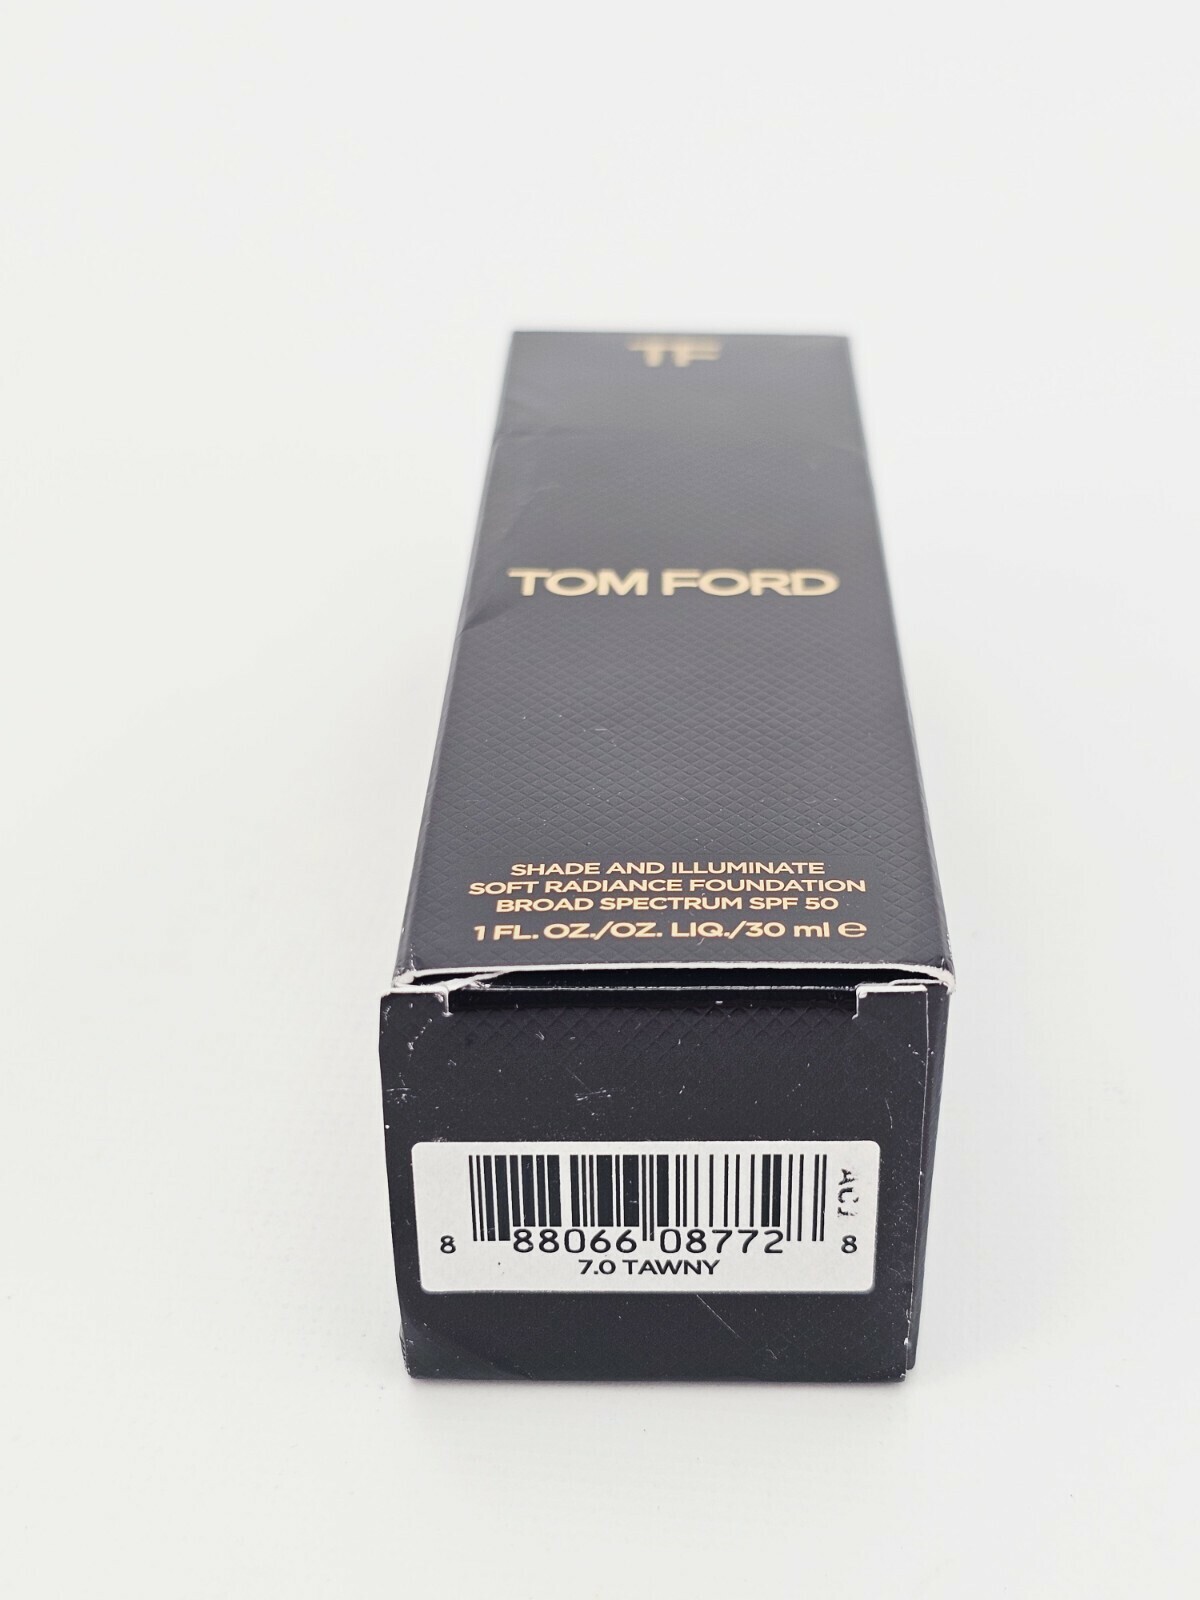 TF
TOM FORD
SHADE AND ILLUMINATE
SOFT RADIANCE FOUNDATION
BROAD SPECTRUM SPF 50
1 FL. OZ./OZ. LIQ./30 ml ℮
8 88066 08772 8
7.0 TAWNY